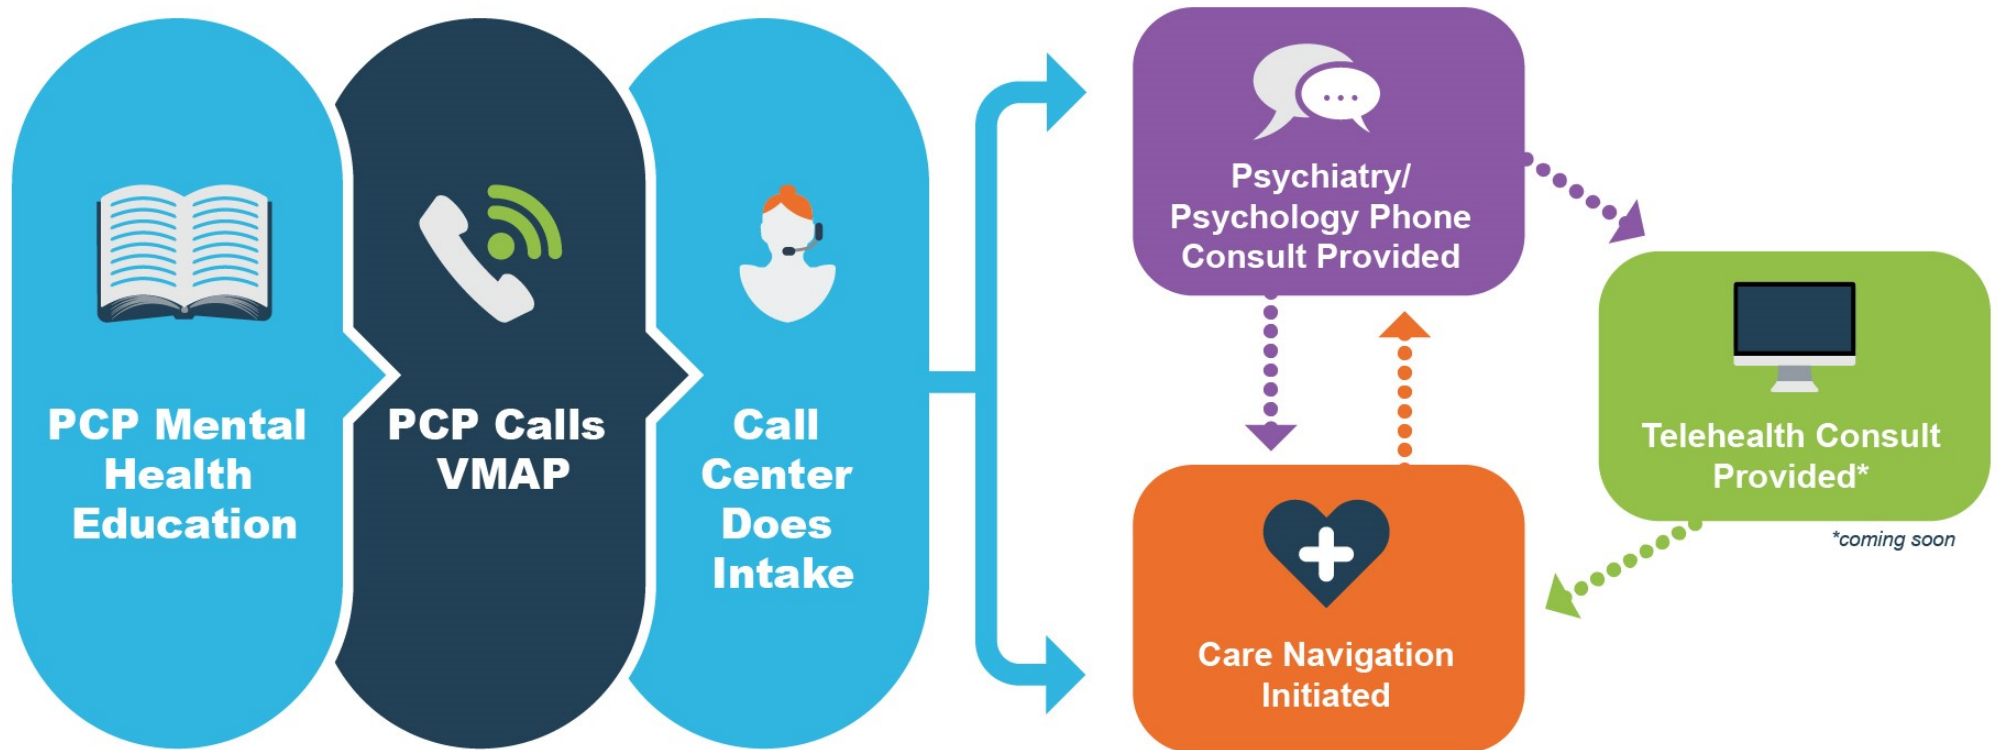 PCP Mental
Health
Education
PCP Calls
VMAP
Call
Center
Does
Intake
Psychiatry/
Psychology Phone
Consult Provided
Telehealth Consult
Provided*
*coming soon
Care Navigation
Initiated